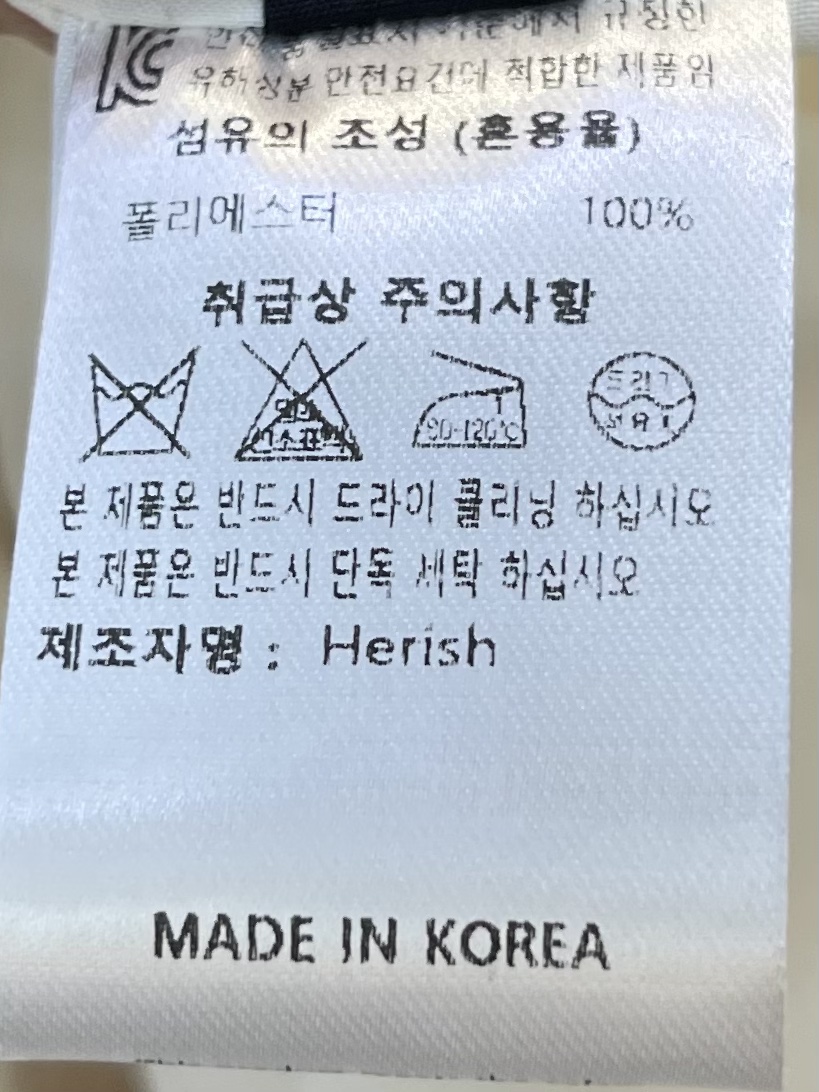 KC
유해성분 안전요건에 적합한 제품임
섬유의 조성 (혼용율)
폴리에스터 100%
취급상 주의사항
80-120℃
드라이
본 제품은 반드시 드라이 클리닝 하십시오
본 제품은 반드시 단독 세탁 하십시오
제조자명 : Herish
MADE IN KOREA